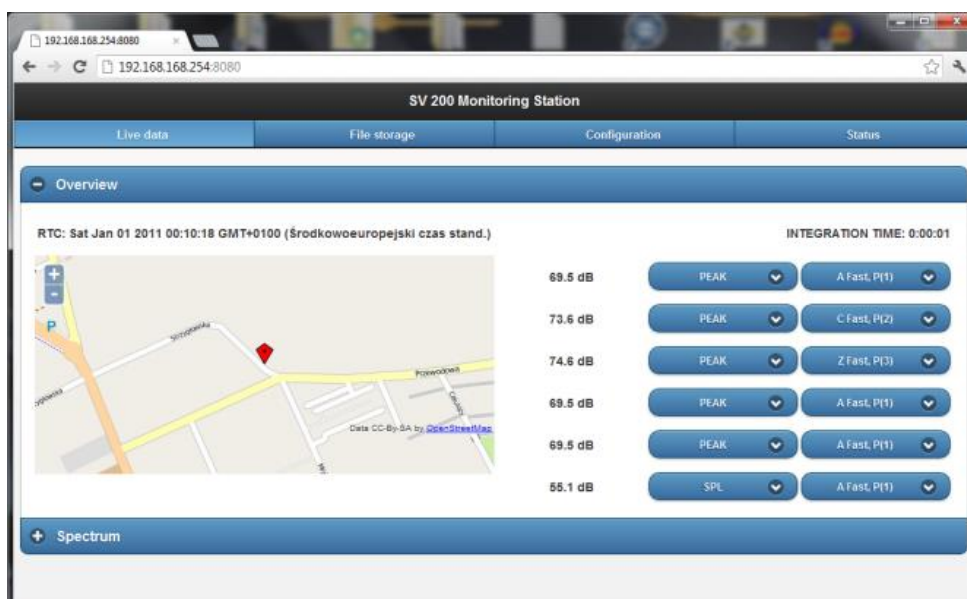 192.168.168.254:8080
192.168.168.254:8080
SV 200 Monitoring Station
Live data File storage Configuration Status
Overview
RTC: Sat Jan 01 2011 00:10:18 GMT+0100 (Środkowoeuropejski czas stand.) INTEGRATION TIME: 0:00:01
69.5 dB PEAK A Fast, P(1)
73.6 dB PEAK C Fast, P(2)
74.6 dB PEAK Z Fast, P(3)
69.5 dB PEAK A Fast, P(1)
69.5 dB PEAK A Fast, P(1)
55.1 dB SPL A Fast, P(1)
+
-
P
Strzygłowska
Przewodowa
Data CC-By-SA by OpenStreetMap
Spectrum